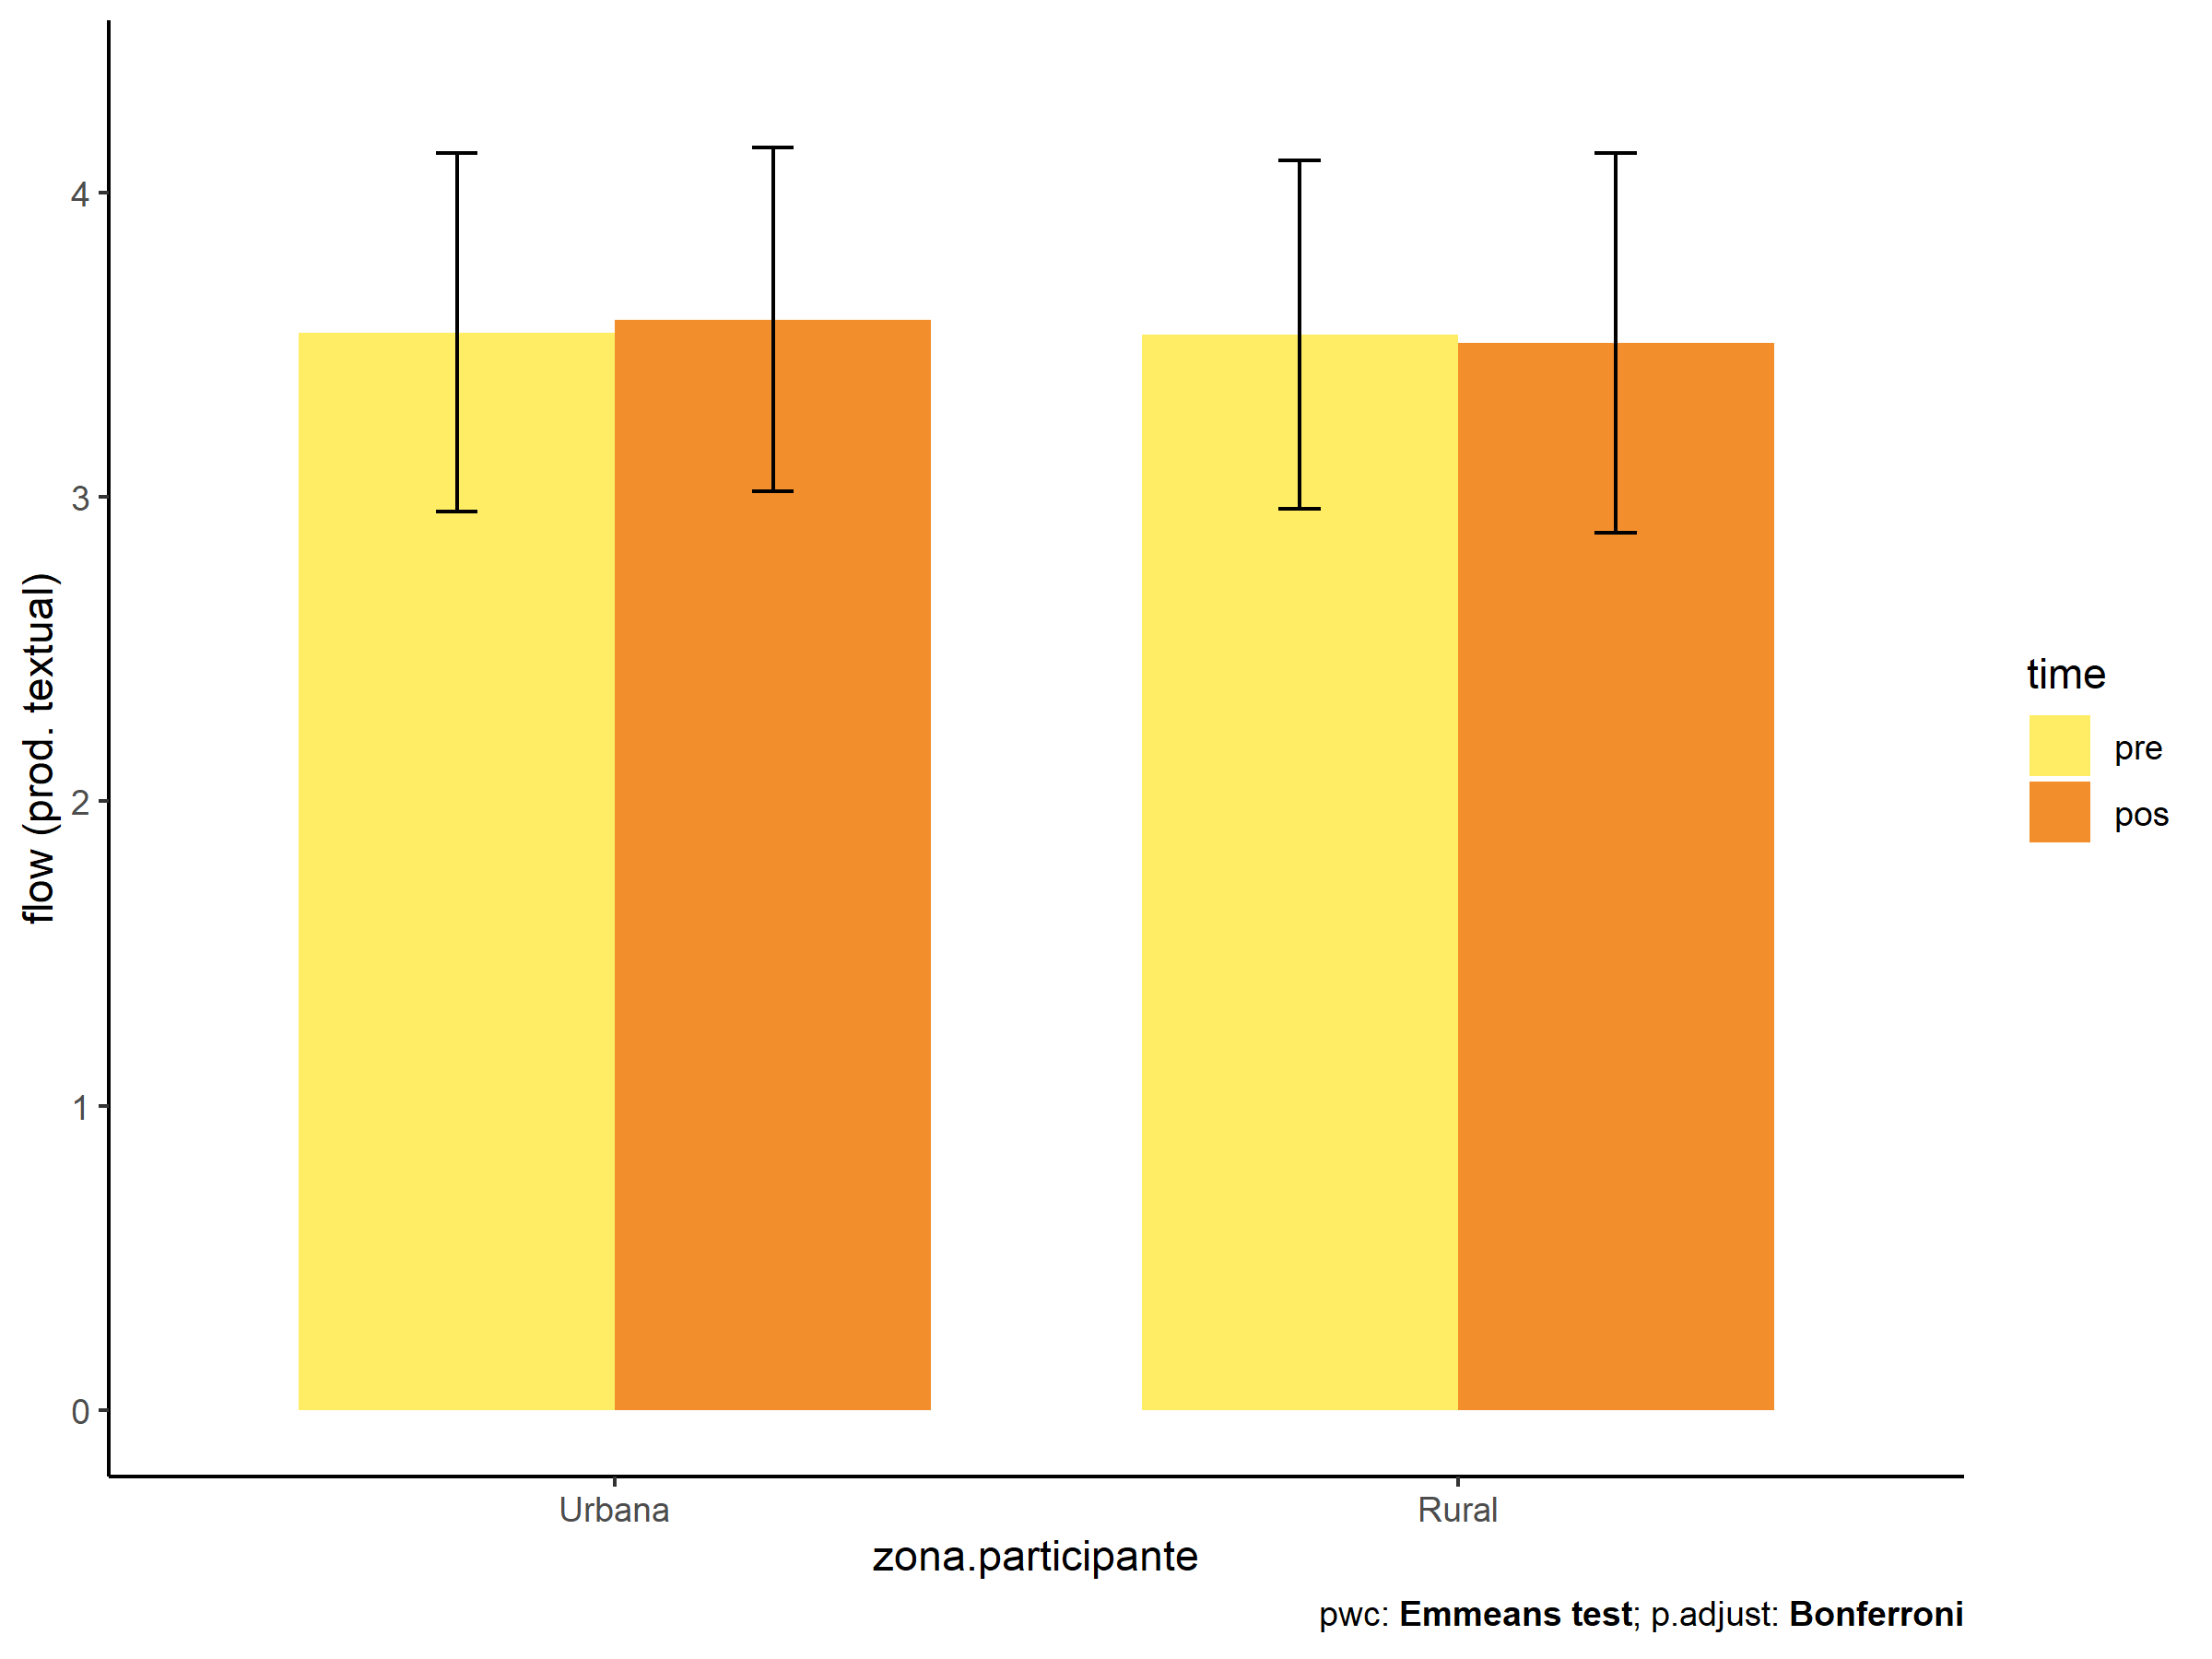 flow (prod. textual)
4
3
2
1
0
Urbana
Rural
zona.participante
pwc: Emmeans test; p.adjust: Bonferroni
time
pre
pos